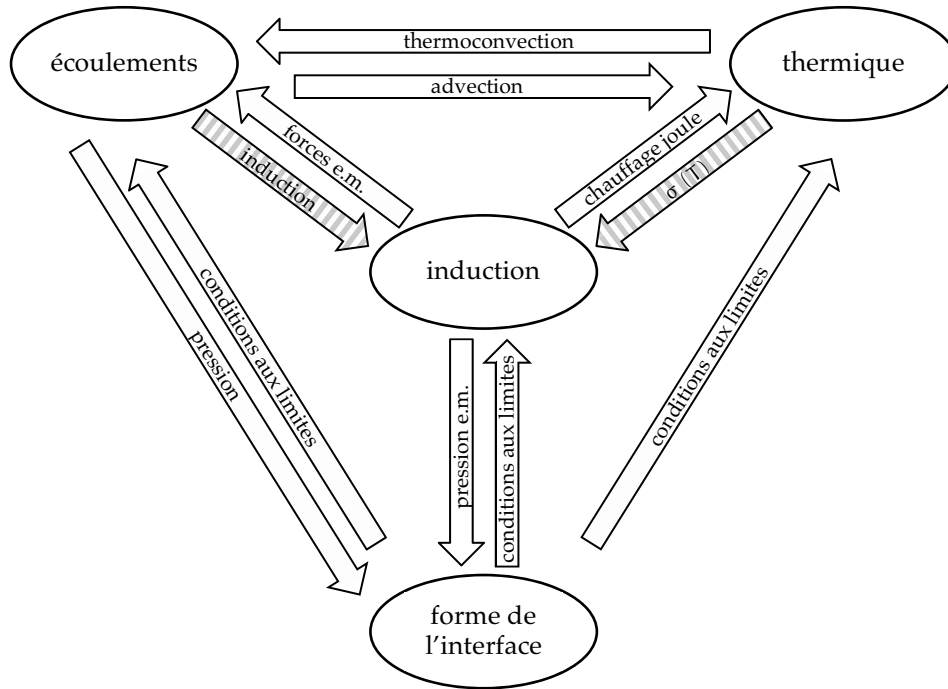 écoulements
thermoconvection
thermique
advection
forces e.m.
induction
chauffage joule
σ (T)
induction
conditions aux limites
pression
pression e.m.
conditions aux limites
conditions aux limites
forme de
l'interface